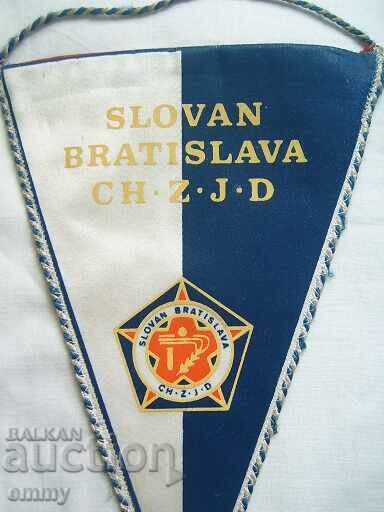 SLOVAN
BRATISLAVA
CH·Z·J·D
SLOVAN BRATISLAVA
CH·Z·J·D
BALKAN
auction
emmy